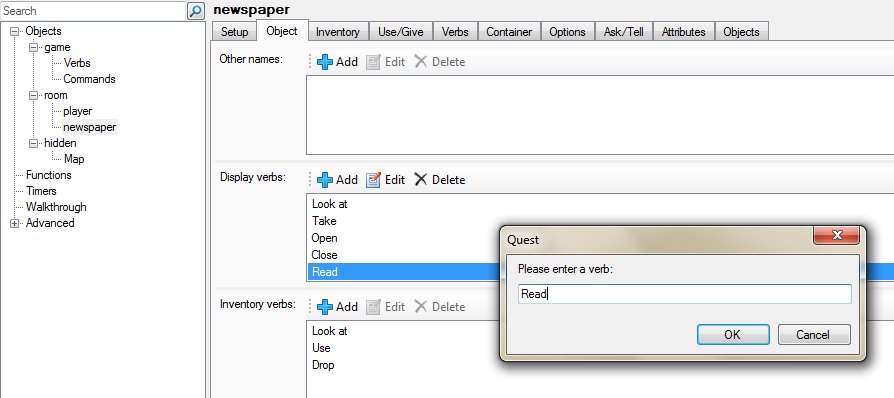 Search
Objects
game
Verbs
Commands
room
player
newspaper
hidden
Map
Functions
Timers
Walkthrough
Advanced
newspaper
Setup Object Inventory Use/Give Verbs Container Options Ask/Tell Attributes Objects
Other names: Add Edit Delete
Display verbs: Add Edit Delete
Look at
Take
Open
Close
Read
Inventory verbs: Add Edit Delete
Look at
Use
Drop
Quest
Please enter a verb:
Read
OK Cancel